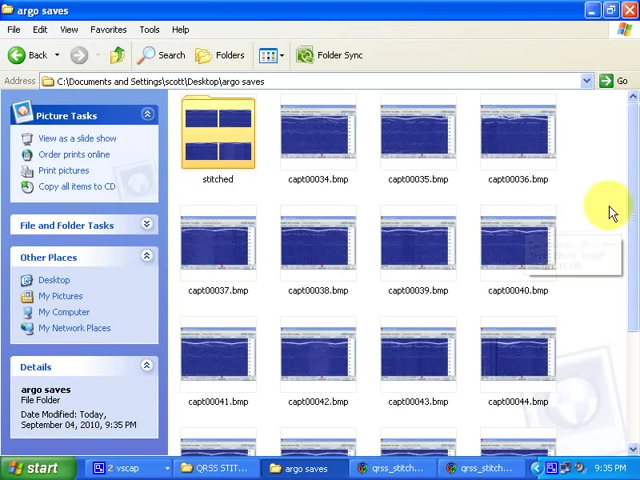 argo saves
File Edit View Favorites Tools Help
Back Search Folders Folder Sync
Address C:\Documents and Settings\scott\Desktop\argo saves Go
Picture Tasks
View as a slide show
Order prints online
Print pictures
Copy all items to CD
File and Folder Tasks
Other Places
Desktop
My Pictures
My Computer
My Network Places
Details
argo saves
File Folder
Date Modified: Today,
September 04, 2010, 9:35 PM
stitched capt00034.bmp capt00035.bmp capt00036.bmp
capt00037.bmp capt00038.bmp capt00039.bmp capt00040.bmp
capt00041.bmp capt00042.bmp capt00043.bmp capt00044.bmp
start 2 vscap QRSS STIT... argo saves qrss_stitch... qrss_stitc... 9:35 PM